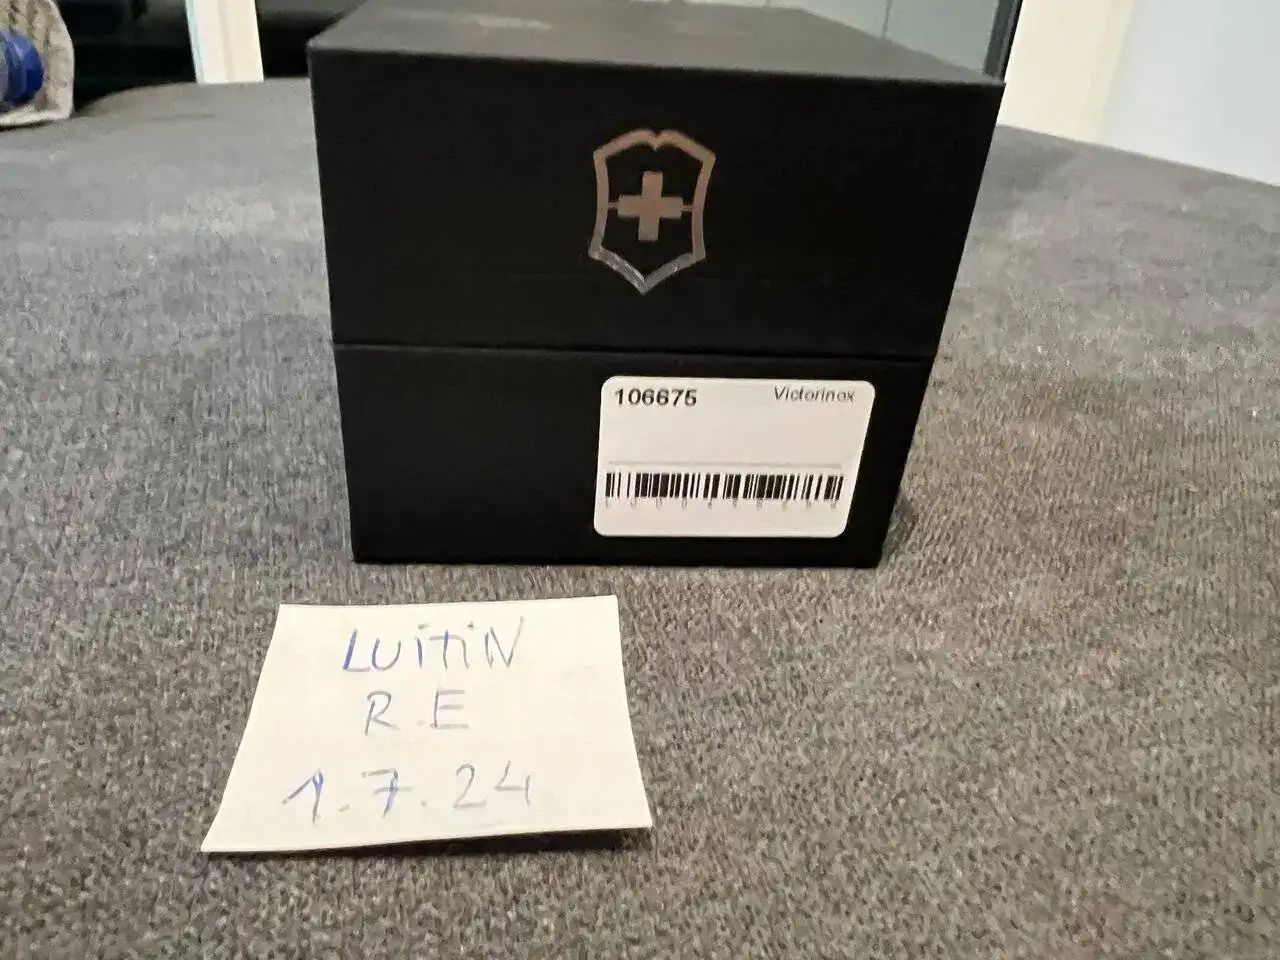 106675 Victorinox
LUiTiN
R.E
1.7.24